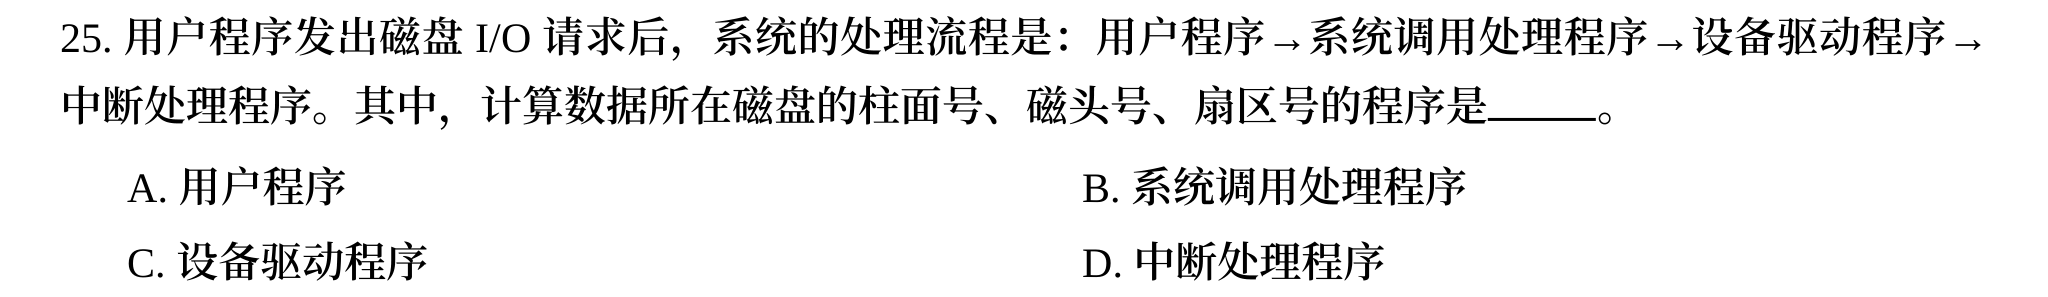 25. 用户程序发出磁盘 I/O 请求后，系统的处理流程是：用户程序→系统调用处理程序→设备驱动程序→
中断处理程序。其中，计算数据所在磁盘的柱面号、磁头号、扇区号的程序是_____。
A. 用户程序
B. 系统调用处理程序
C. 设备驱动程序
D. 中断处理程序